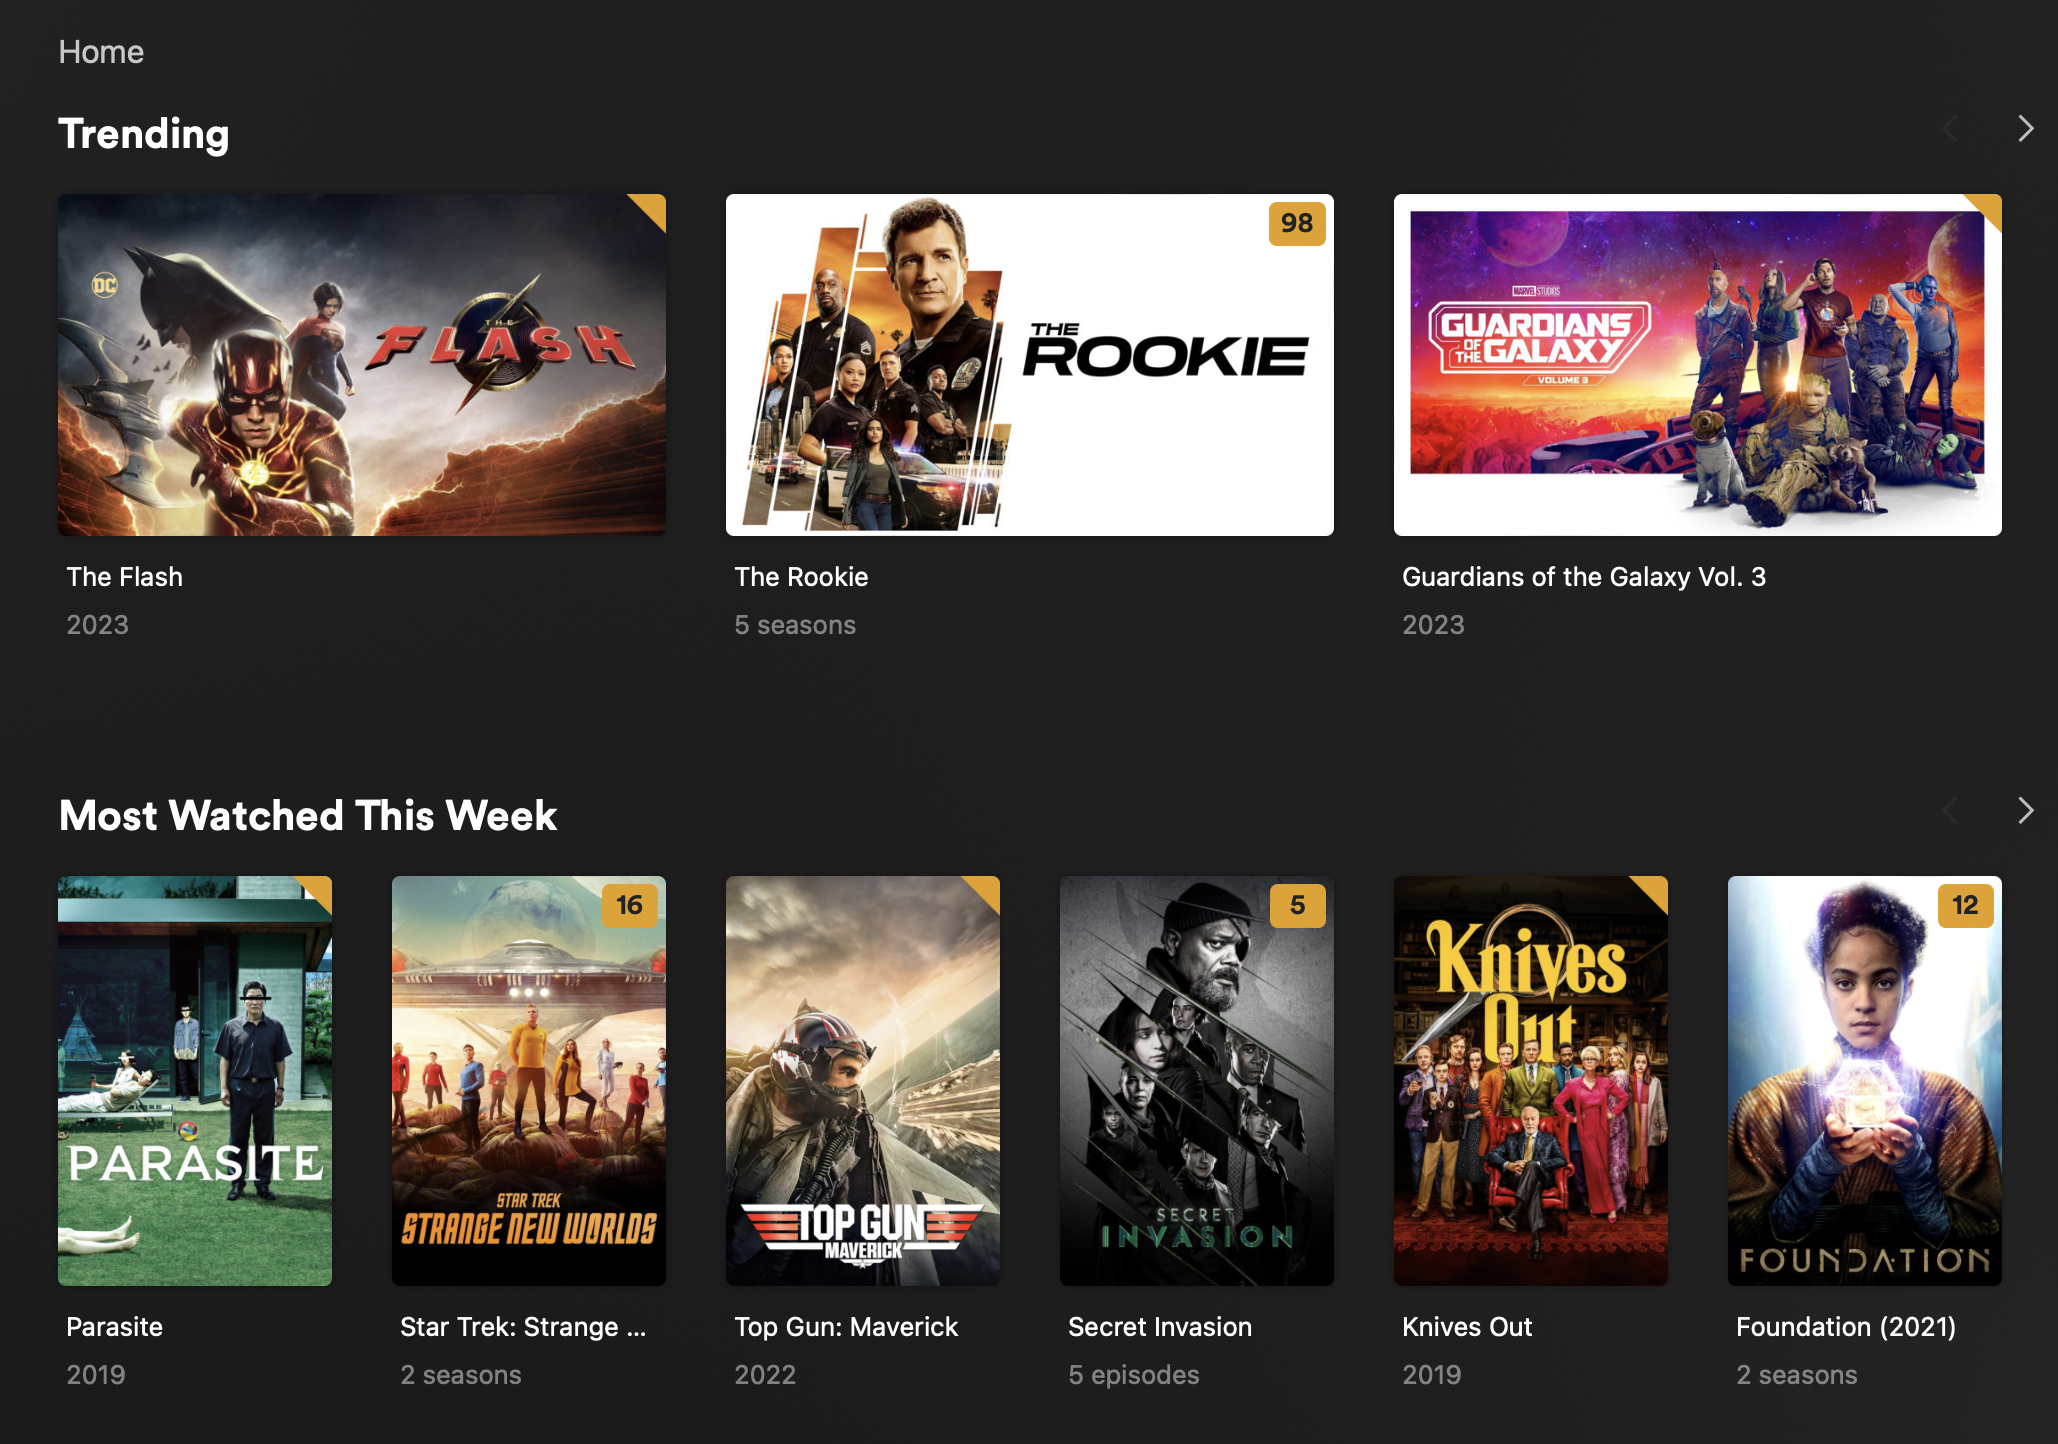 Home
Trending
DC
THE
FLASH
98
THE
ROOKIE
MARVEL STUDIOS
GUARDIANS
OF THE GALAXY
VOLUME 3
The Flash
2023
The Rookie
5 seasons
Guardians of the Galaxy Vol. 3
2023
Most Watched This Week
PARASITE
16
STAR TREK
STRANGE NEW WORLDS
TOP GUN
MAVERICK
5
SECRET
INVASION
Knives
Out
12
FOUNDATION
Parasite
2019
Star Trek: Strange ...
2 seasons
Top Gun: Maverick
2022
Secret Invasion
5 episodes
Knives Out
2019
Foundation (2021)
2 seasons